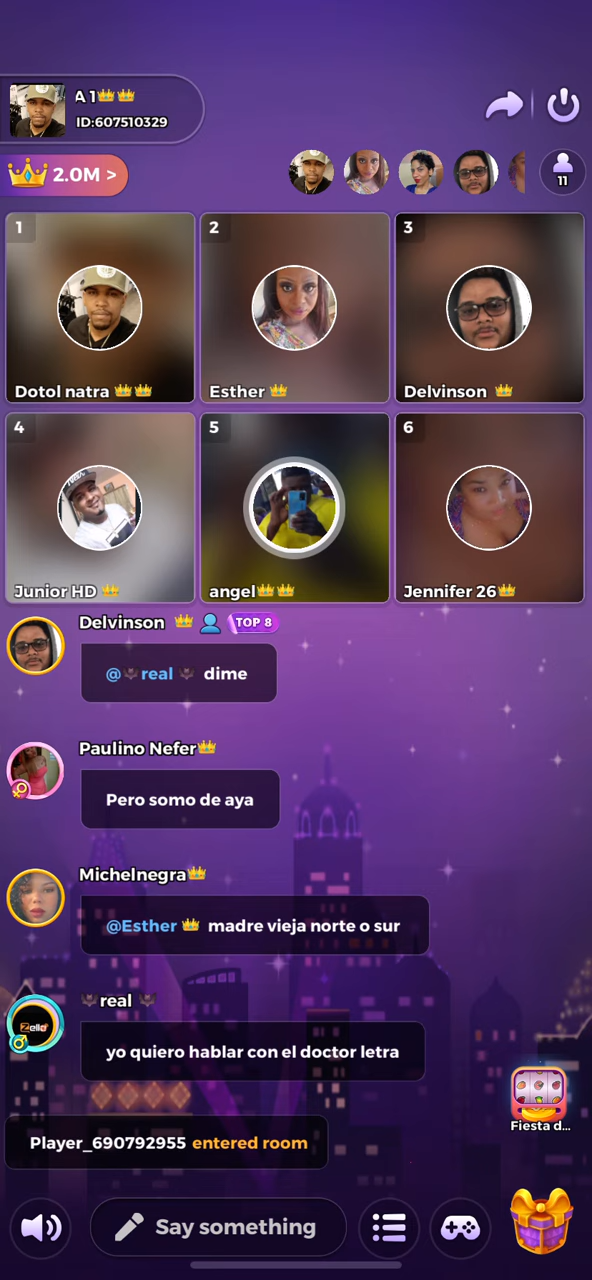 A 1👑👑
ID:607510329
2.0M >
11
1
2
3
Dotol natra 👑👑
Esther 👑
Delvinson 👑
4
5
6
Junior HD 👑
angel👑👑
Jennifer 26👑
Delvinson 👑 👤 TOP 8
@🦇real 🦇 dime
Paulino Nefer👑
Pero somo de aya
Michelnegra👑
@Esther 👑 madre vieja norte o sur
🦇real 🦇
Zello
yo quiero hablar con el doctor letra
Fiesta d...
Player_690792955 entered room
Say something